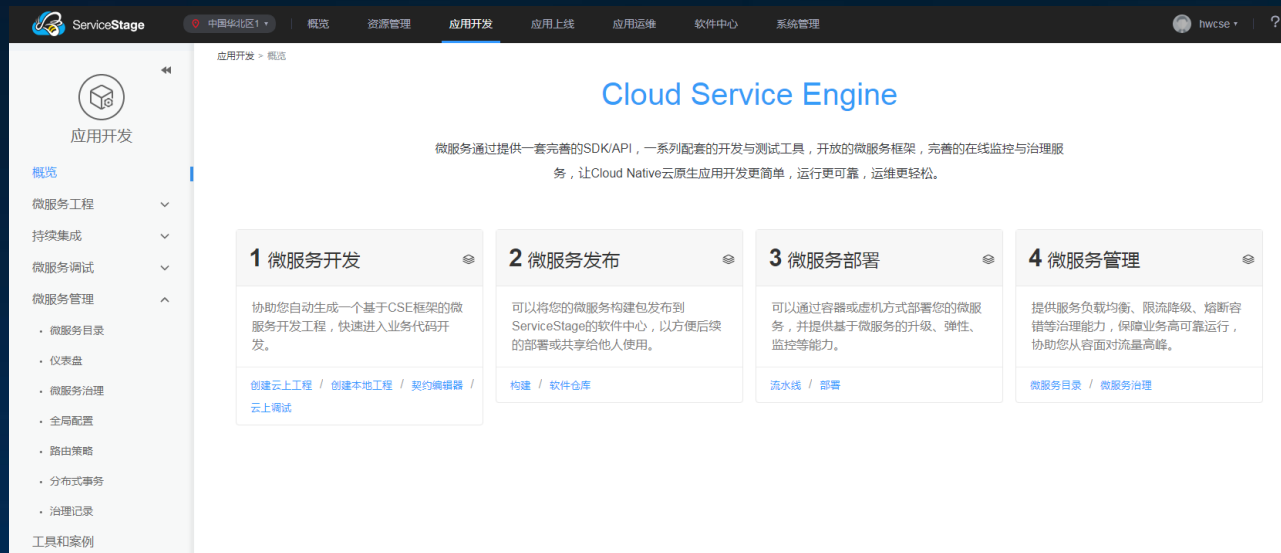 ServiceStage
中国华北区1
概览
资源管理
应用开发
应用上线
应用运维
软件中心
系统管理
hwcse
?
应用开发 > 概览
应用开发
概览
微服务工程
持续集成
微服务调试
微服务管理
微服务目录
仪表盘
微服务治理
全局配置
路由策略
分布式事务
治理记录
工具和案例
Cloud Service Engine
微服务通过提供一套完善的SDK/API，一系列配套的开发与测试工具，开放的微服务框架，完善的在线监控与治理服
务，让Cloud Native云原生应用开发更简单，运行更可靠，运维更轻松。
1 微服务开发
协助您自动生成一个基于CSE框架的微
服务开发工程，快速进入业务代码开
发。
创建云上工程 / 创建本地工程 / 契约编辑器 /
云上调试
2 微服务发布
可以将您的微服务构建包发布到
ServiceStage的软件中心，以方便后续
的部署或共享给他人使用。
构建 / 软件仓库
3 微服务部署
可以通过容器或虚机方式部署您的微服
务，并提供基于微服务的升级、弹性、
监控等能力。
流水线 / 部署
4 微服务管理
提供服务负载均衡、限流降级、熔断容
错等治理能力，保障业务高可靠运行，
协助您从容面对流量高峰。
微服务目录 / 微服务治理